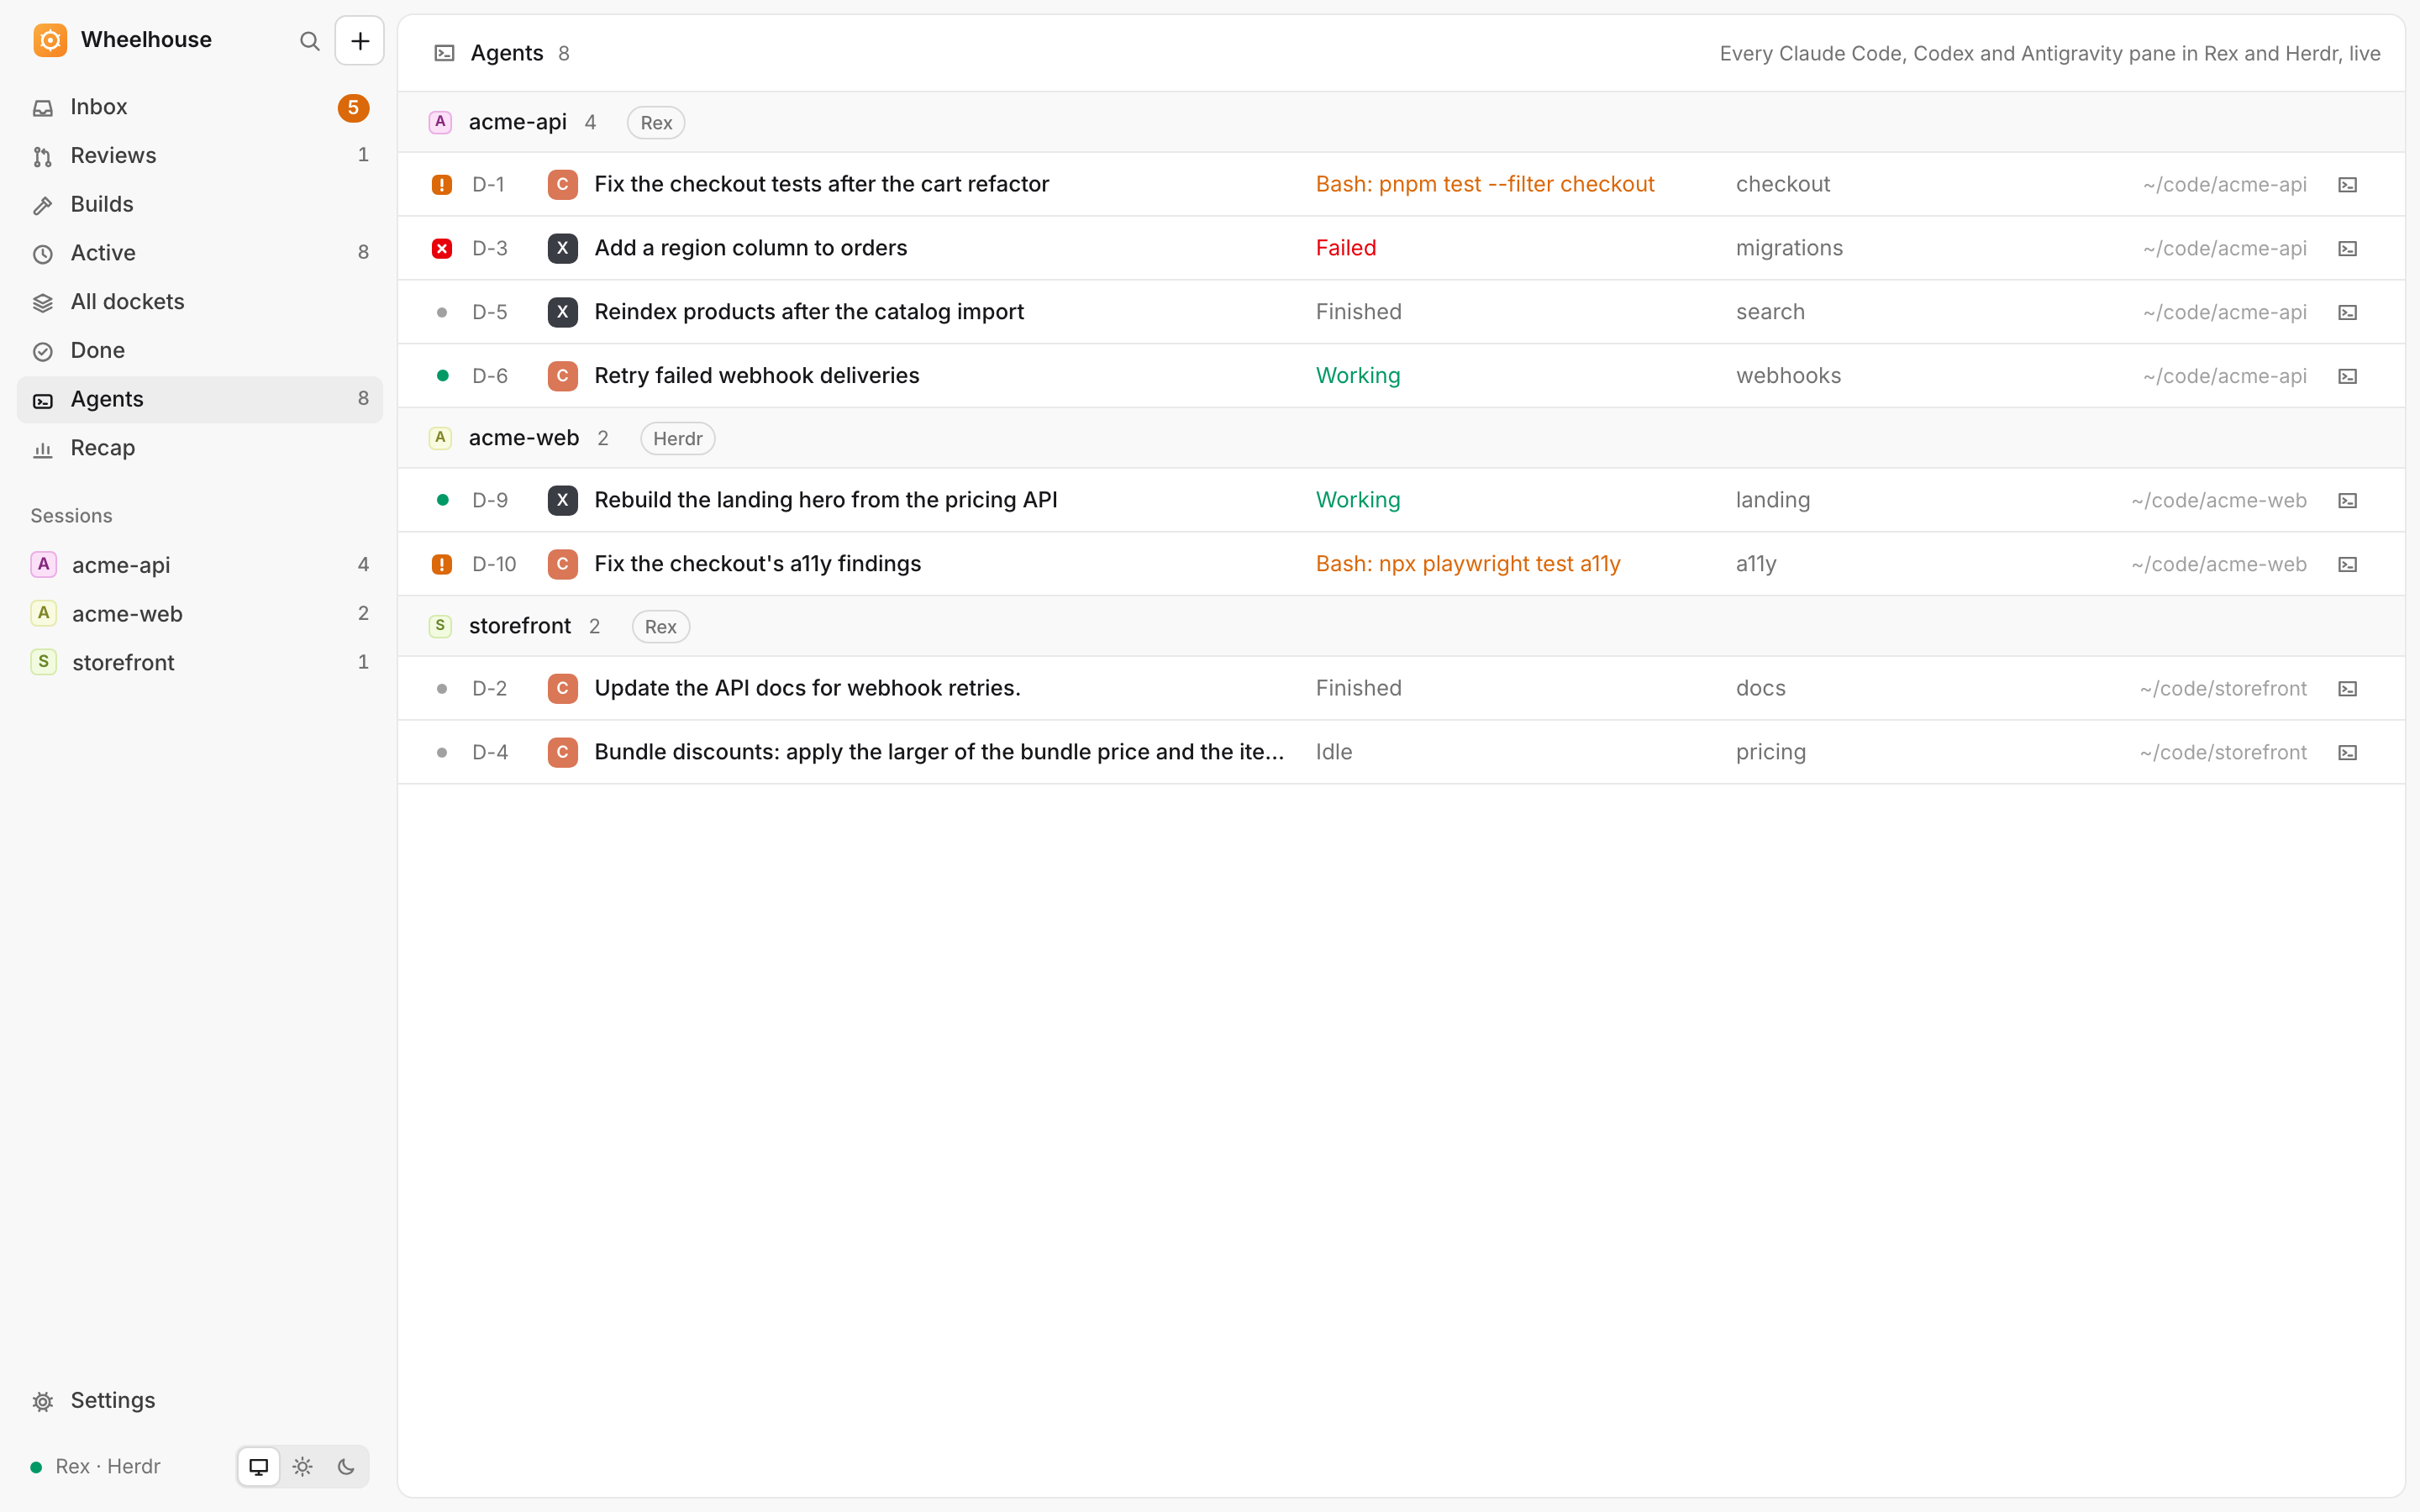 Wheelhouse
Inbox 5
Reviews 1
Builds
Active 8
All dockets
Done
Agents 8
Recap
Sessions
A acme-api 4
A acme-web 2
S storefront 1
Settings
Rex · Herdr
Agents 8 Every Claude Code, Codex and Antigravity pane in Rex and Herdr, live
A acme-api 4 Rex
! D-1 C Fix the checkout tests after the cart refactor Bash: pnpm test --filter checkout checkout ~/code/acme-api
D-3 X Add a region column to orders Failed migrations ~/code/acme-api
D-5 X Reindex products after the catalog import Finished search ~/code/acme-api
D-6 C Retry failed webhook deliveries Working webhooks ~/code/acme-api
A acme-web 2 Herdr
D-9 X Rebuild the landing hero from the pricing API Working landing ~/code/acme-web
! D-10 C Fix the checkout's a11y findings Bash: npx playwright test a11y a11y ~/code/acme-web
S storefront 2 Rex
D-2 C Update the API docs for webhook retries. Finished docs ~/code/storefront
D-4 C Bundle discounts: apply the larger of the bundle price and the ite... Idle pricing ~/code/storefront